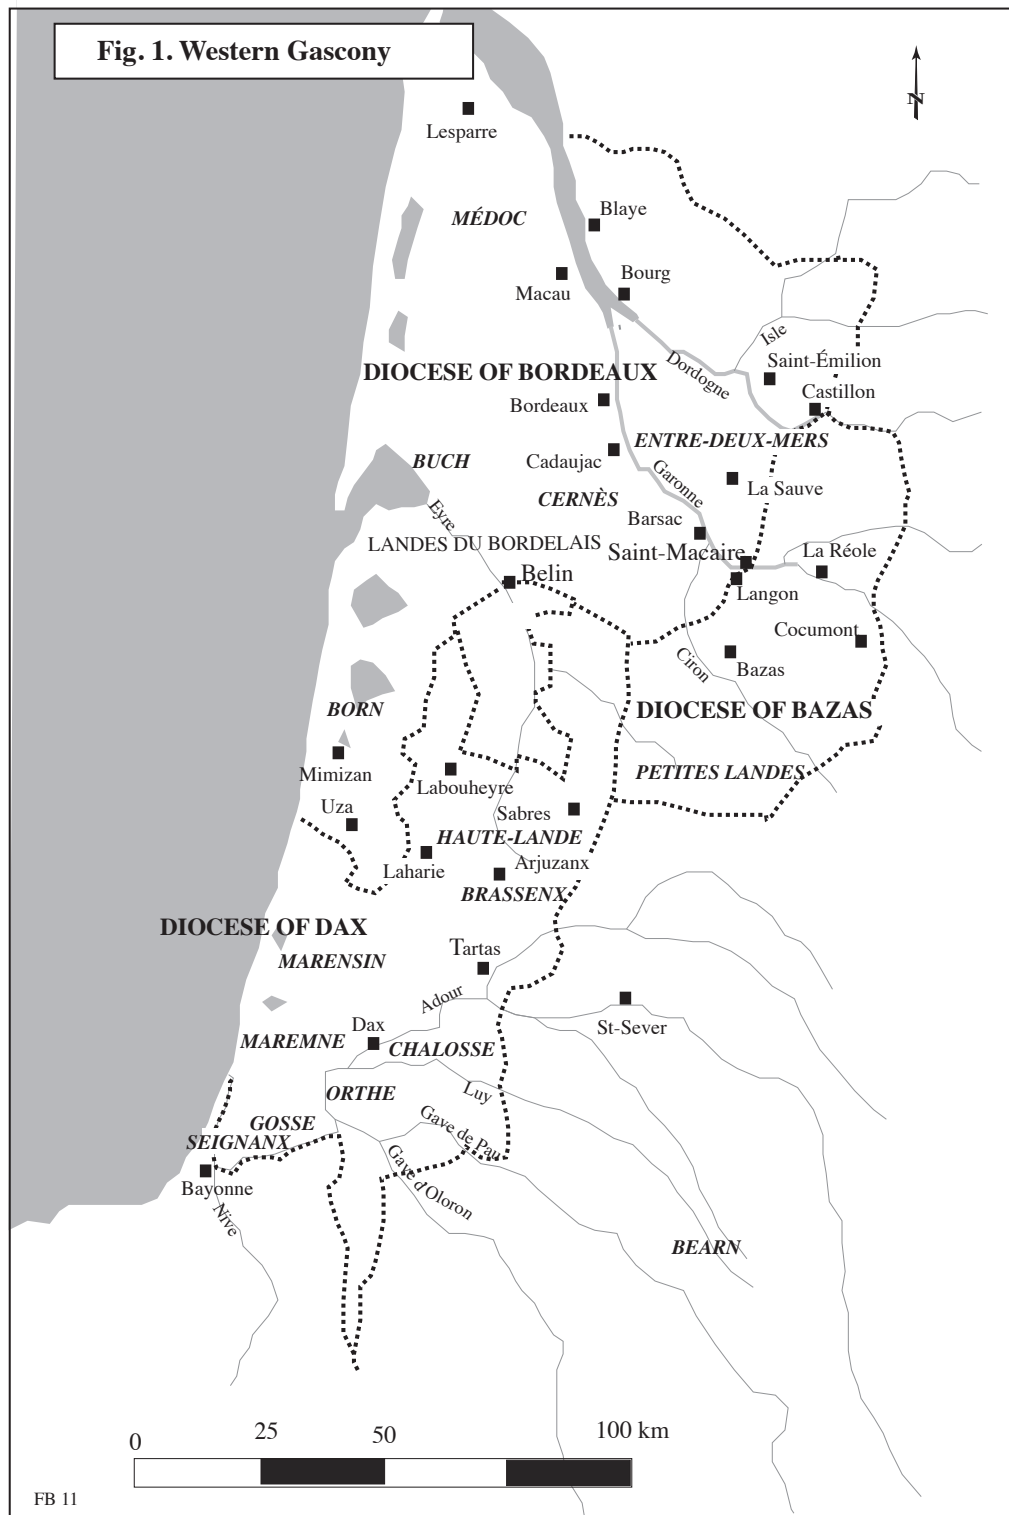 Fig. 1. Western Gascony
N
Lesparre
MÉDOC
Blaye
Macau
Bourg
Isle
Dordogne
Saint-Émilion
DIOCESE OF BORDEAUX
Castillon
Bordeaux
ENTRE-DEUX-MERS
BUCH
Cadaujac
Garonne
La Sauve
CERNÈS
Eyre
Barsac
LANDES DU BORDELAIS
Saint-Macaire
La Réole
Belin
Langon
Cocumont
Ciron
Bazas
BORN
DIOCESE OF BAZAS
Mimizan
PETITES LANDES
Labouheyre
Uza
Sabres
HAUTE-LANDE
Laharie
Arjuzanx
BRASSENX
DIOCESE OF DAX
Tartas
MARENSIN
Adour
Dax
St-Sever
MAREMNE
CHALOSSE
ORTHE
Luy
GOSSE
Gave de Pau
SEIGNANX
Gave d'Oloron
Bayonne
Nive
BEARN
0
25
50
100 km
FB 11